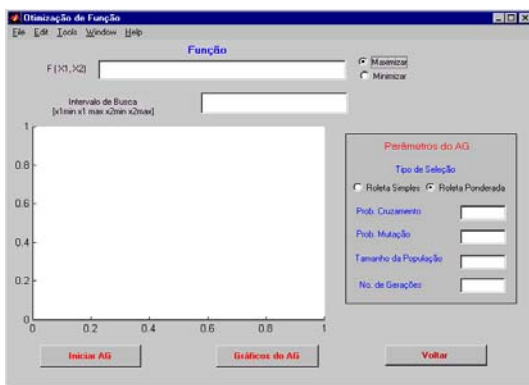 Otimização de Função
File Edit Tools Window Help
Função
F (X1, X2)
Maximizar
Minimizar
Intervalo de Busca
[x1min x1 max x2min x2max]
1
0.8
0.6
0.4
0.2
0
0 0.2 0.4 0.6 0.8 1
Parâmetros do AG
Tipo de Seleção
Roleta Simples Roleta Ponderada
Prob. Cruzamento
Prob. Mutação
Tamanho da População
No. de Gerações
Iniciar AG Gráficos do AG Voltar